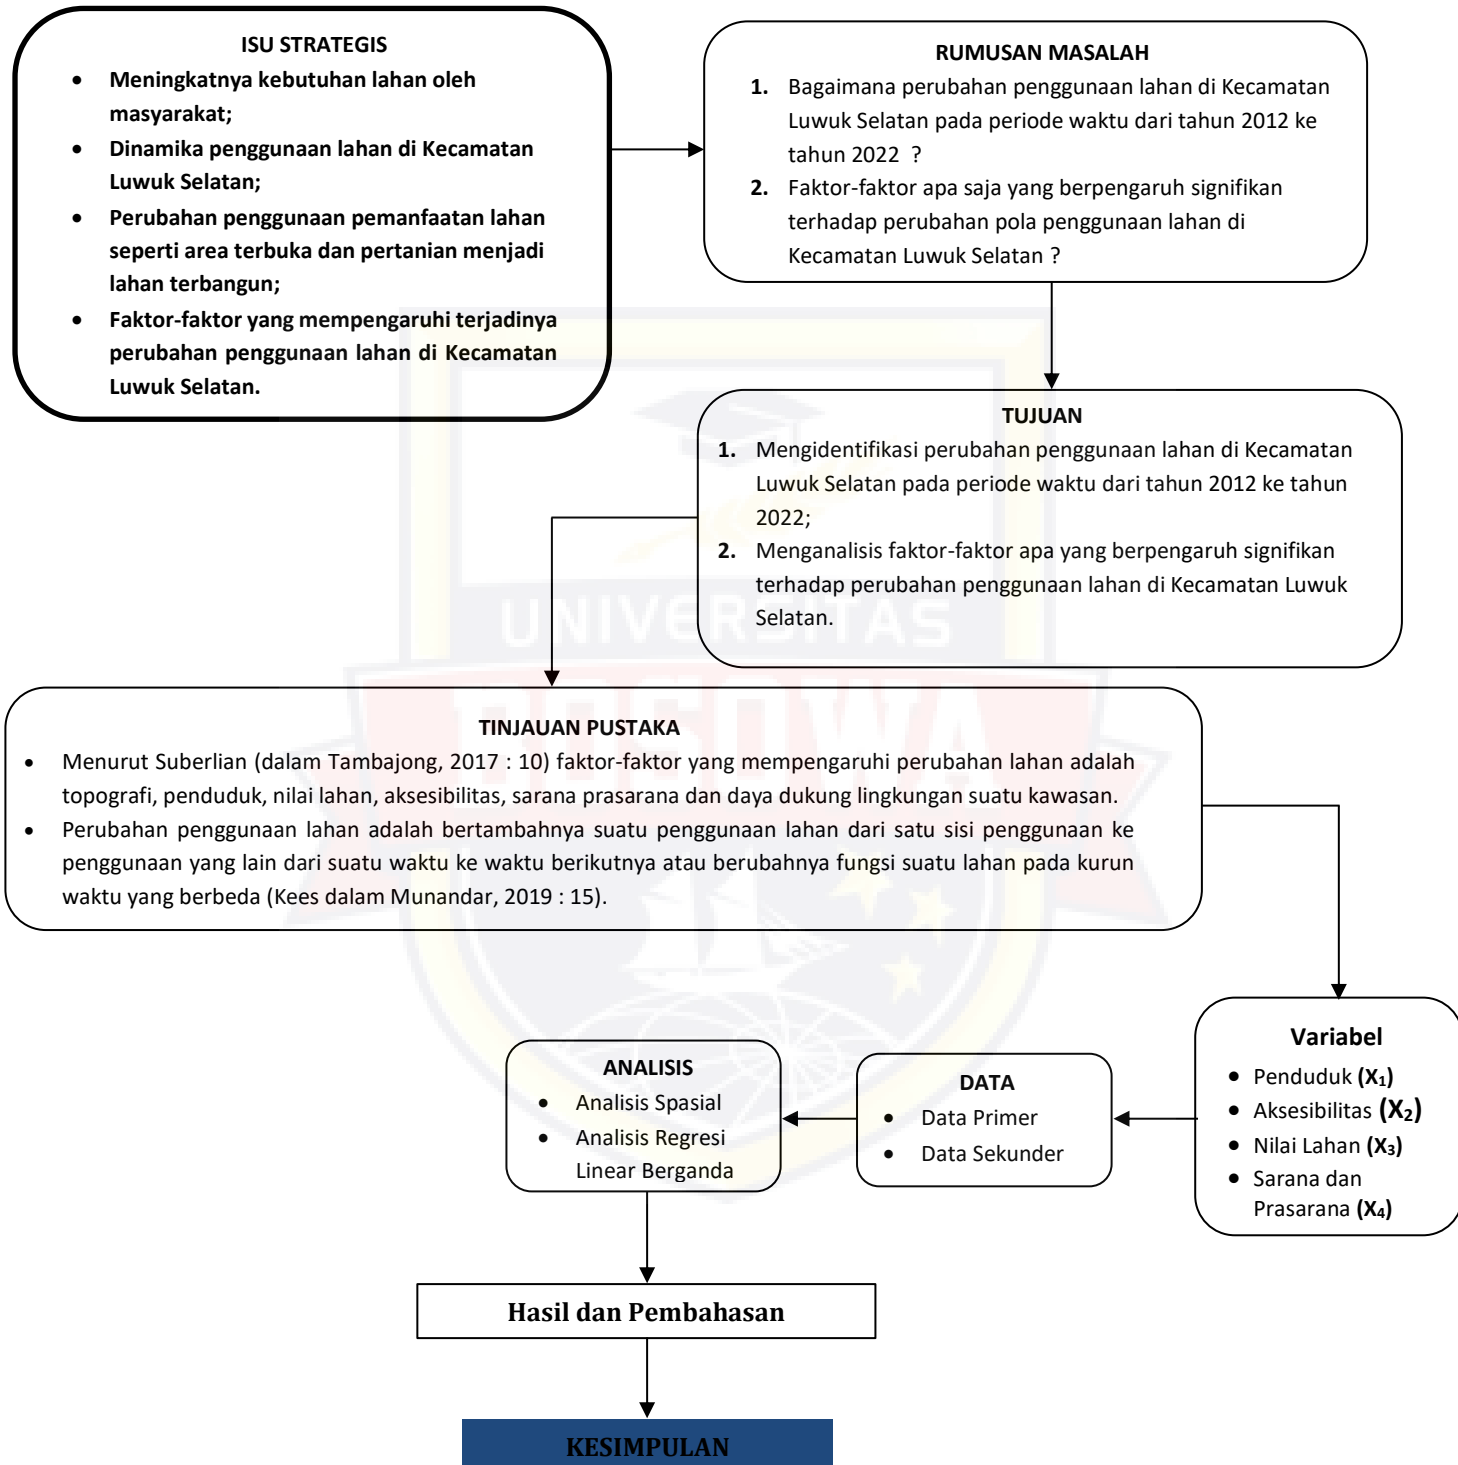 ISU STRATEGIS
• Meningkatnya kebutuhan lahan oleh
masyarakat;
• Dinamika penggunaan lahan di Kecamatan
Luwuk Selatan;
• Perubahan penggunaan pemanfaatan lahan
seperti area terbuka dan pertanian menjadi
lahan terbangun;
• Faktor-faktor yang mempengaruhi terjadinya
perubahan penggunaan lahan di Kecamatan
Luwuk Selatan.
RUMUSAN MASALAH
1. Bagaimana perubahan penggunaan lahan di Kecamatan
Luwuk Selatan pada periode waktu dari tahun 2012 ke
tahun 2022 ?
2. Faktor-faktor apa saja yang berpengaruh signifikan
terhadap perubahan pola penggunaan lahan di
Kecamatan Luwuk Selatan ?
TUJUAN
1. Mengidentifikasi perubahan penggunaan lahan di Kecamatan
Luwuk Selatan pada periode waktu dari tahun 2012 ke tahun
2022;
2. Menganalisis faktor-faktor apa yang berpengaruh signifikan
terhadap perubahan penggunaan lahan di Kecamatan Luwuk
Selatan.
UNIVERSITAS
BOSOWA
TINJAUAN PUSTAKA
• Menurut Suberlian (dalam Tambajong, 2017 : 10) faktor-faktor yang mempengaruhi perubahan lahan adalah
topografi, penduduk, nilai lahan, aksesibilitas, sarana prasarana dan daya dukung lingkungan suatu kawasan.
• Perubahan penggunaan lahan adalah bertambahnya suatu penggunaan lahan dari satu sisi penggunaan ke
penggunaan yang lain dari suatu waktu ke waktu berikutnya atau berubahnya fungsi suatu lahan pada kurun
waktu yang berbeda (Kees dalam Munandar, 2019 : 15).
Variabel
• Penduduk (X₁)
• Aksesibilitas (X₂)
• Nilai Lahan (X₃)
• Sarana dan
Prasarana (X₄)
DATA
• Data Primer
• Data Sekunder
ANALISIS
• Analisis Spasial
• Analisis Regresi
Linear Berganda
Hasil dan Pembahasan
KESIMPULAN